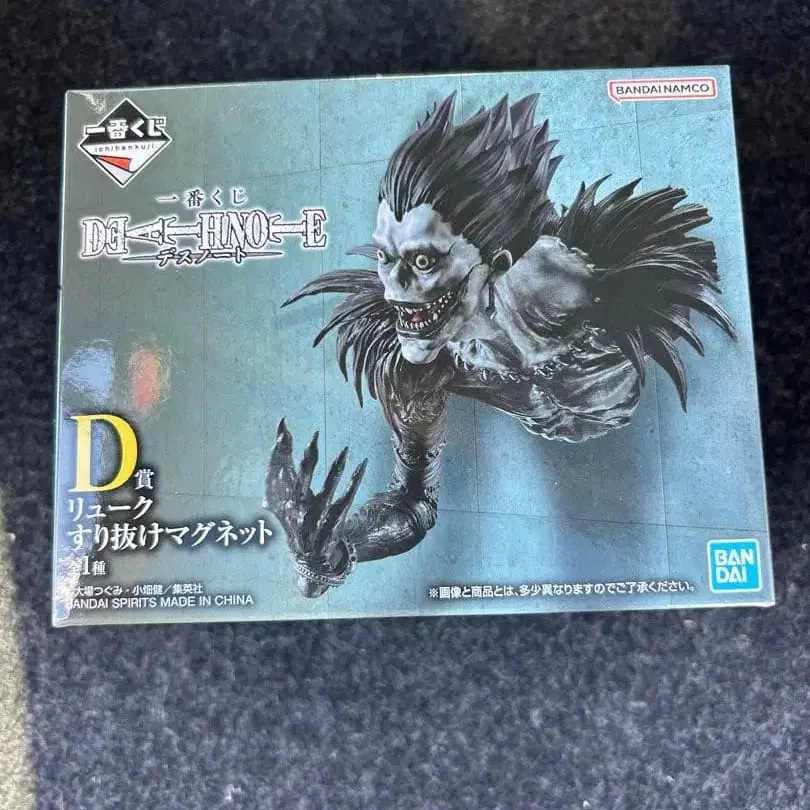 一番くじ
ichibankuji
BANDAI NAMCO
一番くじ
DEATH NOTE
デスノート
D賞
リューク
すり抜けマグネット
全1種
大場つぐみ・小畑健/集英社
BANDAI SPIRITS MADE IN CHINA
※画像と商品とは、多少異なりますのでご了承ください。
BAN
DAI